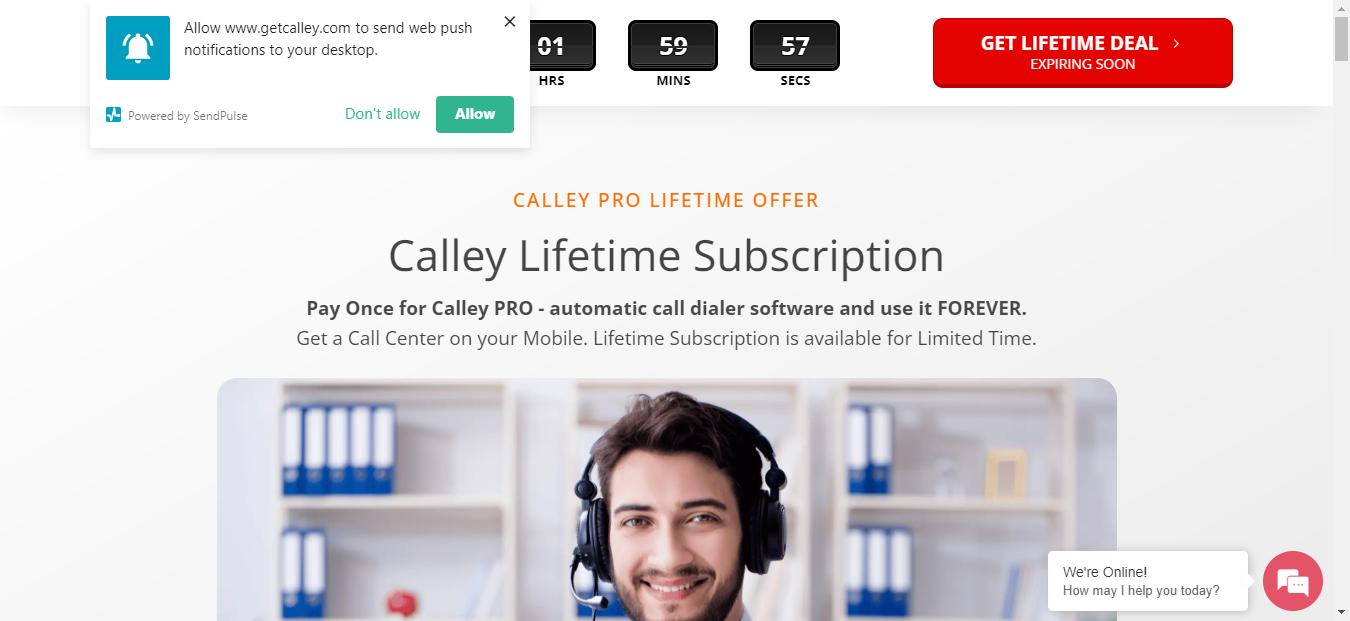 Allow www.getcalley.com to send web push
notifications to your desktop.
Powered by SendPulse
Don't allow
Allow
01
HRS
59
MINS
57
SECS
GET LIFETIME DEAL
EXPIRING SOON
CALLEY PRO LIFETIME OFFER
Calley Lifetime Subscription
Pay Once for Calley PRO - automatic call dialer software and use it FOREVER.
Get a Call Center on your Mobile. Lifetime Subscription is available for Limited Time.
We're Online!
How may I help you today?